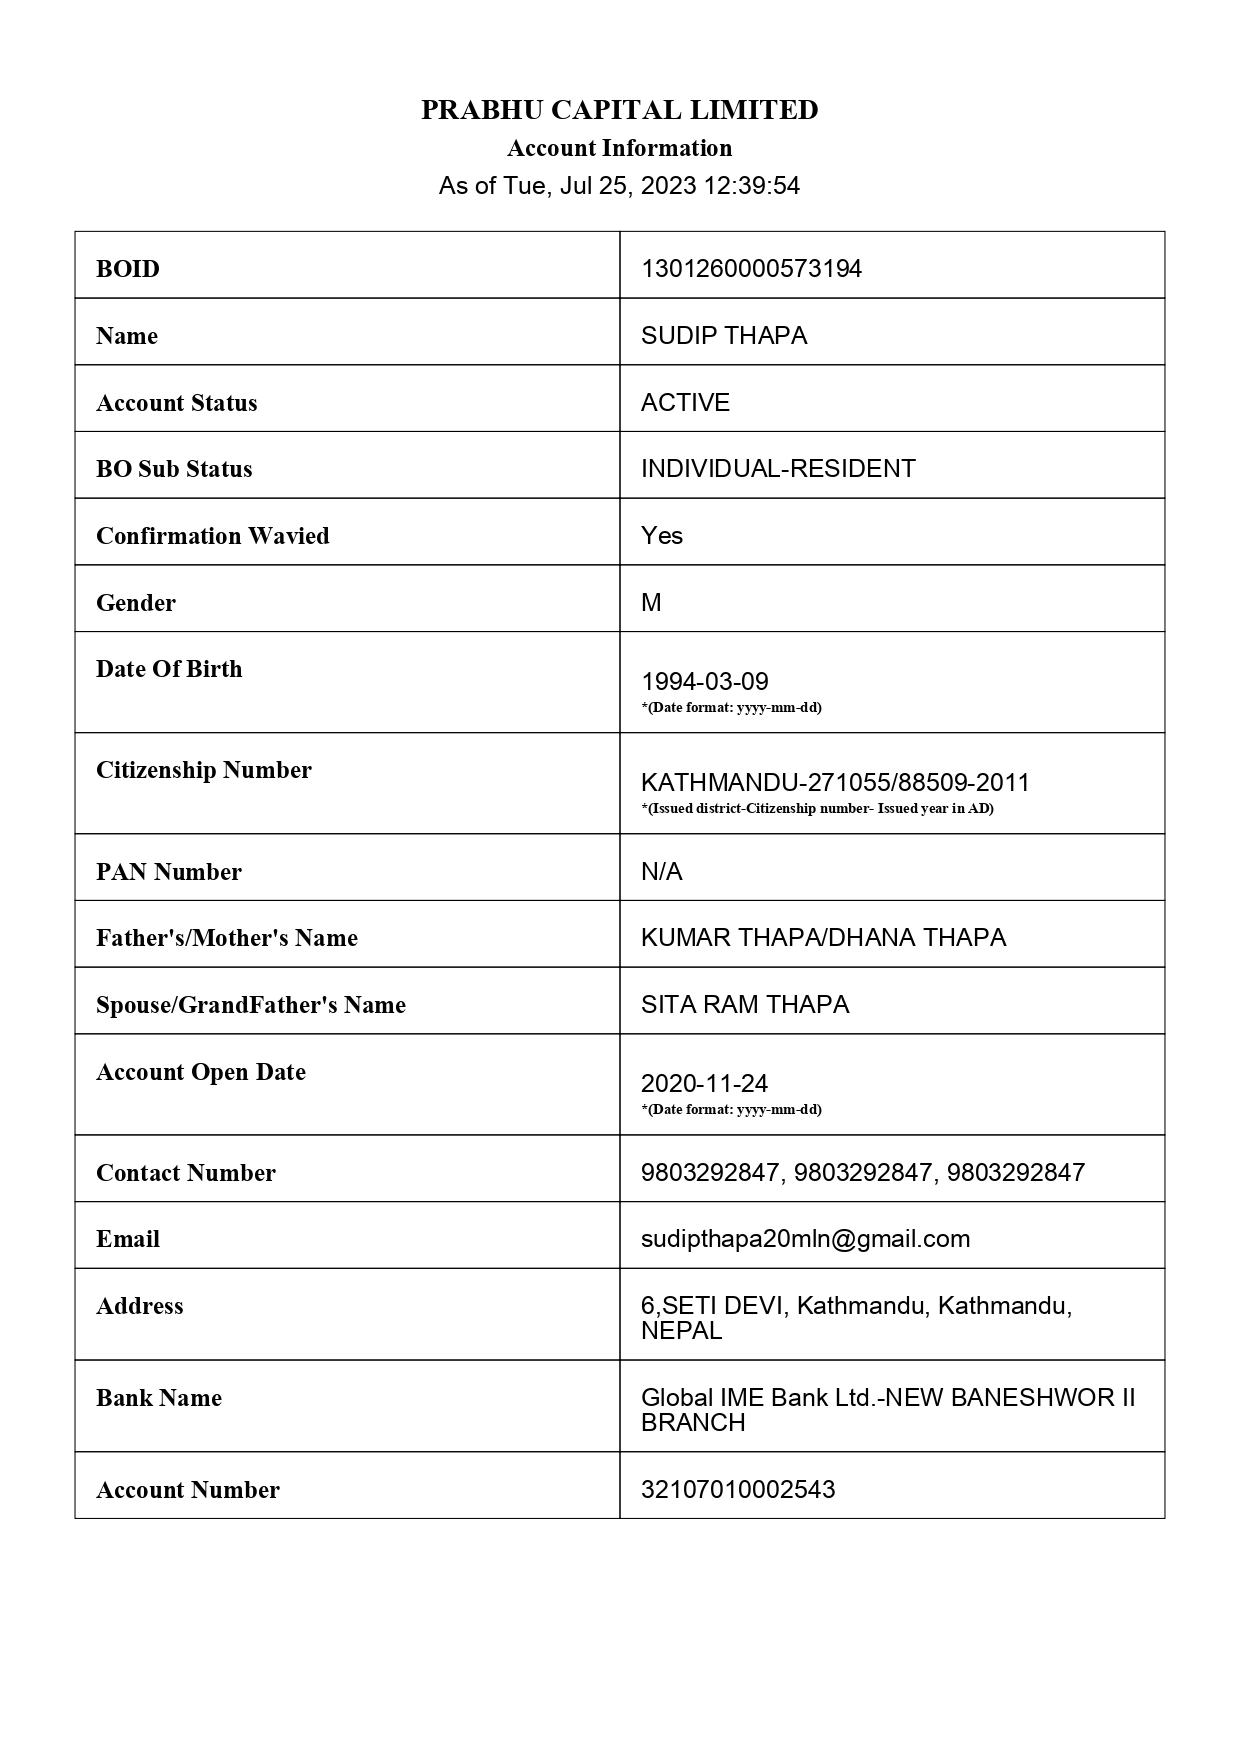 PRABHU CAPITAL LIMITED
Account Information
As of Tue, Jul 25, 2023 12:39:54
BOID 1301260000573194
Name SUDIP THAPA
Account Status ACTIVE
BO Sub Status INDIVIDUAL-RESIDENT
Confirmation Wavied Yes
Gender M
Date Of Birth 1994-03-09
*(Date format: yyyy-mm-dd)
Citizenship Number KATHMANDU-271055/88509-2011
*(Issued district-Citizenship number- Issued year in AD)
PAN Number N/A
Father's/Mother's Name KUMAR THAPA/DHANA THAPA
Spouse/GrandFather's Name SITA RAM THAPA
Account Open Date 2020-11-24
*(Date format: yyyy-mm-dd)
Contact Number 9803292847, 9803292847, 9803292847
Email sudipthapa20mln@gmail.com
Address 6,SETI DEVI, Kathmandu, Kathmandu,
NEPAL
Bank Name Global IME Bank Ltd.-NEW BANESHWOR II
BRANCH
Account Number 32107010002543